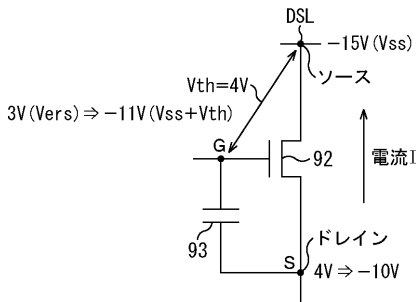 DSL
-15V(Vss)
ソース
Vth=4V
3V(Vers)⇒-11V(Vss+Vth)
G
92
電流I
93
ドレイン
S
4V⇒-10V